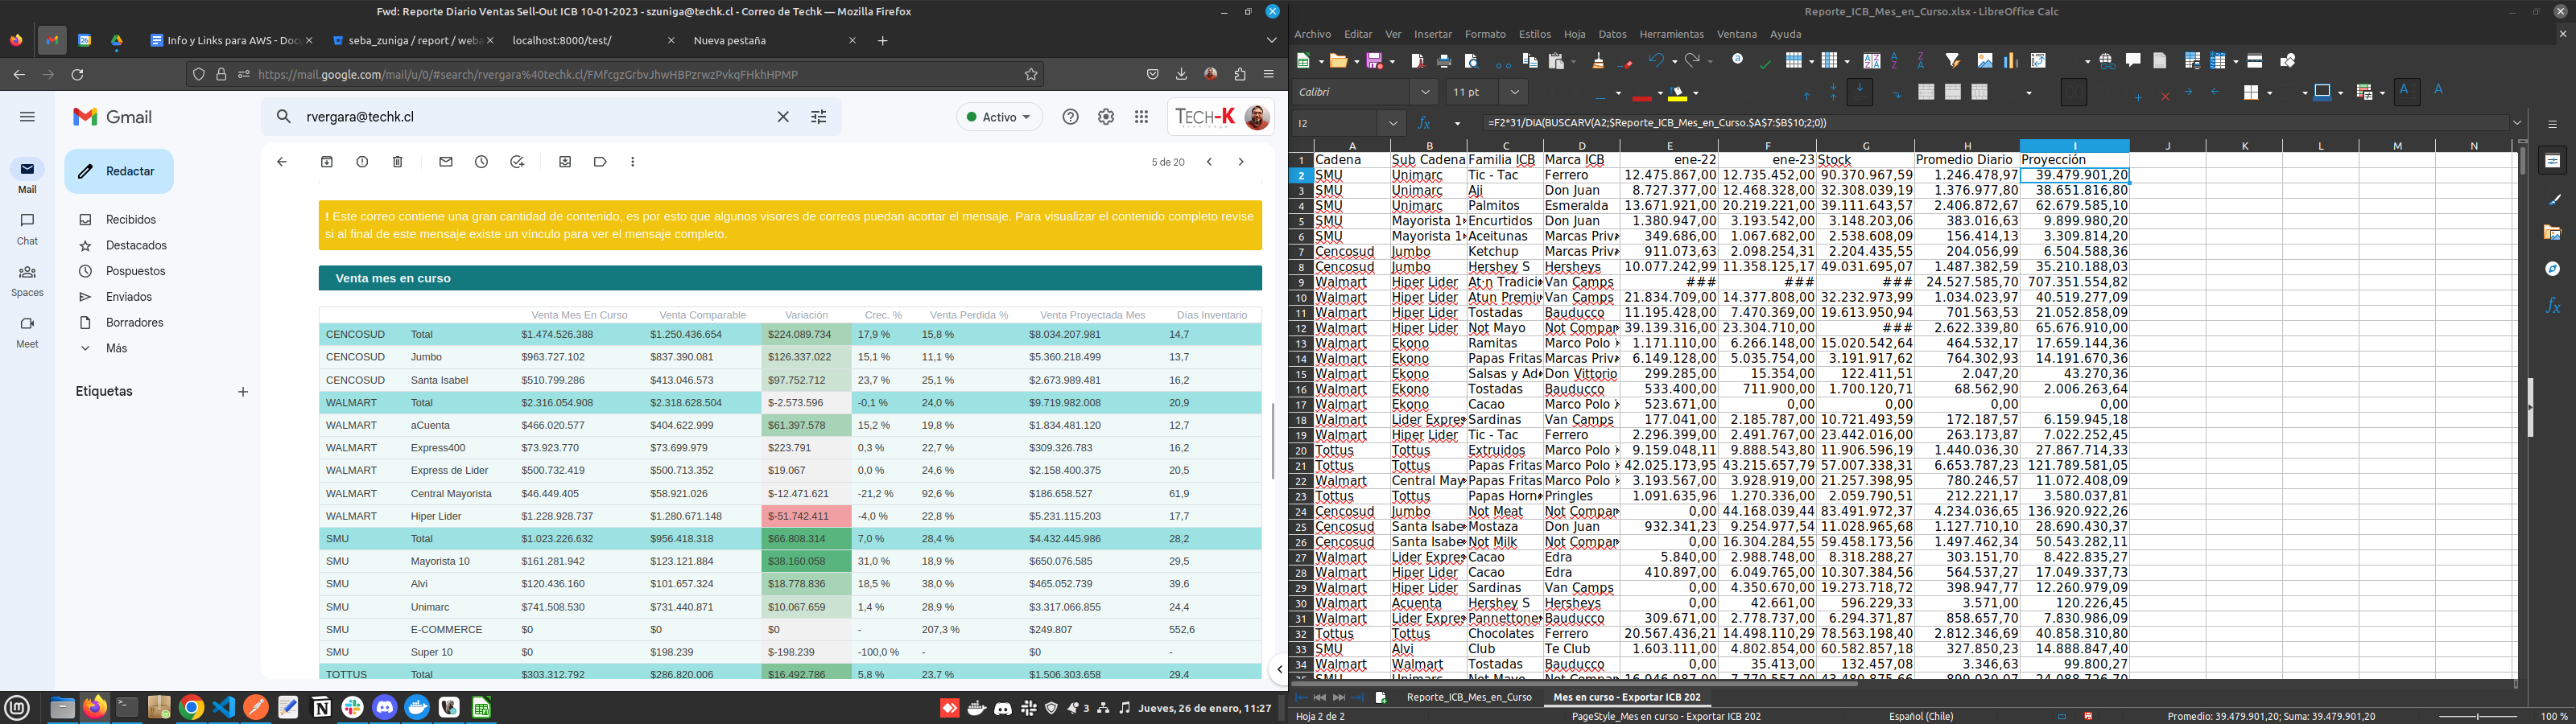 Fwd: Reporte Diario Ventas Sell-Out ICB 10-01-2023 - szuniga@techk.cl - Correo de Techk — Mozilla Firefox
Info y Links para AWS - Docu
seba_zuniga / report / weba
localhost:8000/test/
Nueva pestaña
https://mail.google.com/mail/u/0/#search/rvergara%40techk.cl/FMfcgzGrbvJhwHBPzrwzPvkqFHkhHPMP
Gmail
rvergara@techk.cl
Activo
TECH-K
Redactar
5 de 20
Mail
Chat
Spaces
Meet
Recibidos
Destacados
Pospuestos
Enviados
Borradores
Más
Etiquetas
! Este correo contiene una gran cantidad de contenido, es por esto que algunos visores de correos puedan acortar el mensaje. Para visualizar el contenido completo revise
si al final de este mensaje existe un vínculo para ver el mensaje completo.
Venta mes en curso
Venta Mes En Curso Venta Comparable Variación Crec. % Venta Perdida % Venta Proyectada Mes Días Inventario
CENCOSUD Total $1.474.526.388 $1.250.436.654 $224.089.734 17,9 % 15,8 % $8.034.207.981 14,7
CENCOSUD Jumbo $963.727.102 $837.390.081 $126.337.022 15,1 % 11,1 % $5.360.218.499 13,7
CENCOSUD Santa Isabel $510.799.286 $413.046.573 $97.752.712 23,7 % 25,1 % $2.673.989.481 16,2
WALMART Total $2.316.054.908 $2.318.628.504 $-2.573.596 -0,1 % 24,0 % $9.719.982.008 20,9
WALMART aCuenta $466.020.577 $404.622.999 $61.397.578 15,2 % 19,8 % $1.834.481.120 12,7
WALMART Express400 $73.923.770 $73.699.979 $223.791 0,3 % 22,7 % $309.326.783 16,2
WALMART Express de Lider $500.732.419 $500.713.352 $19.067 0,0 % 24,6 % $2.158.400.375 20,5
WALMART Central Mayorista $46.449.405 $58.921.026 $-12.471.621 -21,2 % 92,6 % $186.658.527 61,9
WALMART Hiper Lider $1.228.928.737 $1.280.671.148 $-51.742.411 -4,0 % 22,8 % $5.231.115.203 17,7
SMU Total $1.023.226.632 $956.418.318 $66.808.314 7,0 % 28,4 % $4.432.445.986 28,2
SMU Mayorista 10 $161.281.942 $123.121.884 $38.160.058 31,0 % 18,9 % $650.076.585 29,5
SMU Alvi $120.436.160 $101.657.324 $18.778.836 18,5 % 38,0 % $465.052.739 39,6
SMU Unimarc $741.508.530 $731.440.871 $10.067.659 1,4 % 28,9 % $3.317.066.855 24,4
SMU E-COMMERCE $0 $0 $0 - 207,3 % $249.807 552,6
SMU Super 10 $0 $198.239 $-198.239 -100,0 % - $0 -
TOTTUS Total $303.312.792 $286.820.006 $16.492.786 5,8 % 23,7 % $1.506.303.658 29,4
3 Jueves, 26 de enero, 11:27
Reporte_ICB_Mes_en_Curso.xlsx - LibreOffice Calc
Archivo Editar Ver Insertar Formato Estilos Hoja Datos Herramientas Ventana Ayuda
Calibri 11 pt
I2 =F2*31/DIA(BUSCARV(A2;$Reporte_ICB_Mes_en_Curso.$A$7:$B$10;2;0))
A B C D E F G H I J K L M N
1 Cadena Sub Cadena Familia ICB Marca ICB ene-22 ene-23 Stock Promedio Diario Proyección
2 SMU Unimarc Tic - Tac Ferrero 12.475.867,00 12.735.452,00 90.370.967,59 1.246.478,97 39.479.901,20
3 SMU Unimarc Aji Don Juan 8.727.377,00 12.468.328,00 32.308.039,19 1.376.977,80 38.651.816,80
4 SMU Unimarc Palmitos Esmeralda 13.671.921,00 20.219.221,00 39.111.643,57 2.406.872,67 62.679.585,10
5 SMU Mayorista 1 Encurtidos Don Juan 1.380.947,00 3.193.542,00 3.148.203,06 383.016,63 9.899.980,20
6 SMU Mayorista 1 Aceitunas Marcas Priv 349.686,00 1.067.682,00 2.538.608,09 156.414,13 3.309.814,20
7 Cencosud Jumbo Ketchup Marcas Priv 911.073,63 2.098.254,31 2.204.435,55 204.056,99 6.504.588,36
8 Cencosud Jumbo Hershey S Hersheys 10.077.242,99 11.358.125,17 49.031.695,07 1.487.382,59 35.210.188,03
9 Walmart Hiper Lider At·n Tradici Van Camps ### ### ### 24.527.585,70 707.351.554,82
10 Walmart Hiper Lider Atun Premiu Van Camps 21.834.709,00 14.377.808,00 32.232.973,99 1.034.023,97 40.519.277,09
11 Walmart Hiper Lider Tostadas Bauducco 11.195.428,00 7.470.369,00 19.613.950,94 701.563,53 21.052.858,09
12 Walmart Hiper Lider Not Mayo Not Compar 39.139.316,00 23.304.710,00 ### 2.622.339,80 65.676.910,00
13 Walmart Ekono Ramitas Marco Polo 1.171.110,00 6.266.148,00 15.020.542,64 464.532,17 17.659.144,36
14 Walmart Ekono Papas Fritas Marcas Priv 6.149.128,00 5.035.754,00 3.191.917,62 764.302,93 14.191.670,36
15 Walmart Ekono Salsas y Ad Don Vittorio 299.285,00 15.354,00 122.411,51 2.047,20 43.270,36
16 Walmart Ekono Tostadas Bauducco 533.400,00 711.900,00 1.700.120,71 68.562,90 2.006.263,64
17 Walmart Ekono Cacao Marco Polo 523.671,00 0,00 0,00 0,00 0,00
18 Walmart Lider Expre Sardinas Van Camps 177.041,00 2.185.787,00 10.721.493,59 172.187,57 6.159.945,18
19 Walmart Hiper Lider Tic - Tac Ferrero 2.296.399,00 2.491.767,00 23.442.016,00 263.173,87 7.022.252,45
20 Tottus Tottus Extruidos Marco Polo 9.159.048,11 9.888.543,80 11.906.596,19 1.440.036,30 27.867.714,33
21 Tottus Tottus Papas Fritas Marco Polo 42.025.173,95 43.215.657,79 57.007.338,31 6.653.787,23 121.789.581,05
22 Walmart Central May Papas Fritas Marco Polo 3.193.567,00 3.928.919,00 21.257.398,95 780.246,57 11.072.408,09
23 Tottus Tottus Papas Horn Pringles 1.091.635,96 1.270.336,00 2.059.790,51 212.221,17 3.580.037,81
24 Cencosud Jumbo Not Meat Not Compar 0,00 44.168.039,44 83.491.972,37 4.234.036,65 136.920.922,26
25 Cencosud Santa Isabe Mostaza Don Juan 932.341,23 9.254.977,54 11.028.965,68 1.127.710,10 28.690.430,37
26 Cencosud Santa Isabe Not Milk Not Compar 0,00 16.304.284,55 59.458.173,56 1.497.462,34 50.543.282,11
27 Walmart Lider Expre Cacao Edra 5.840,00 2.988.748,00 8.318.288,27 303.151,70 8.422.835,27
28 Walmart Hiper Lider Cacao Edra 410.897,00 6.049.765,00 10.307.384,56 564.537,27 17.049.337,73
29 Walmart Hiper Lider Sardinas Van Camps 0,00 4.350.670,00 19.273.718,72 398.947,77 12.260.979,09
30 Walmart Acuenta Hershey S Hersheys 0,00 42.661,00 596.229,33 3.571,00 120.226,45
31 Walmart Lider Expre Pannettone Bauducco 309.671,00 2.778.737,00 6.294.371,87 858.657,70 7.830.986,09
32 Tottus Tottus Chocolates Ferrero 20.567.436,21 14.498.110,29 78.563.198,40 2.812.346,69 40.858.310,80
33 SMU Alvi Club Te Club 1.603.111,00 4.802.854,00 60.582.857,18 327.850,23 14.888.847,40
34 Walmart Walmart Tostadas Bauducco 0,00 35.413,00 132.457,08 3.346,63 99.800,27
Reporte_ICB_Mes_en_Curso Mes en curso - Exportar ICB 202
Hoja 2 de 2 PageStyle_Mes en curso - Exportar ICB 202 Español (Chile) Promedio: 39.479.901,20; Suma: 39.479.901,20 100 %